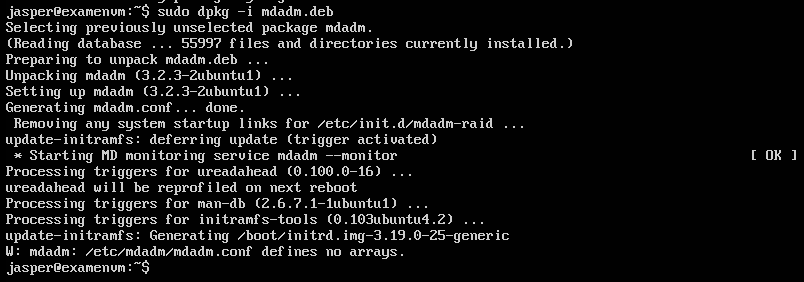 jasper@examenvm:~$ sudo dpkg -i mdadm.deb
Selecting previously unselected package mdadm.
(Reading database ... 55997 files and directories currently installed.)
Preparing to unpack mdadm.deb ...
Unpacking mdadm (3.2.3-2ubuntu1) ...
Setting up mdadm (3.2.3-2ubuntu1) ...
Generating mdadm.conf... done.
 Removing any system startup links for /etc/init.d/mdadm-raid ...
update-initramfs: deferring update (trigger activated)
 * Starting MD monitoring service mdadm --monitor [ OK ]
Processing triggers for ureadahead (0.100.0-16) ...
ureadahead will be reprofiled on next reboot
Processing triggers for man-db (2.6.7.1-1ubuntu1) ...
Processing triggers for initramfs-tools (0.103ubuntu4.2) ...
update-initramfs: Generating /boot/initrd.img-3.19.0-25-generic
W: mdadm: /etc/mdadm/mdadm.conf defines no arrays.
jasper@examenvm:~$